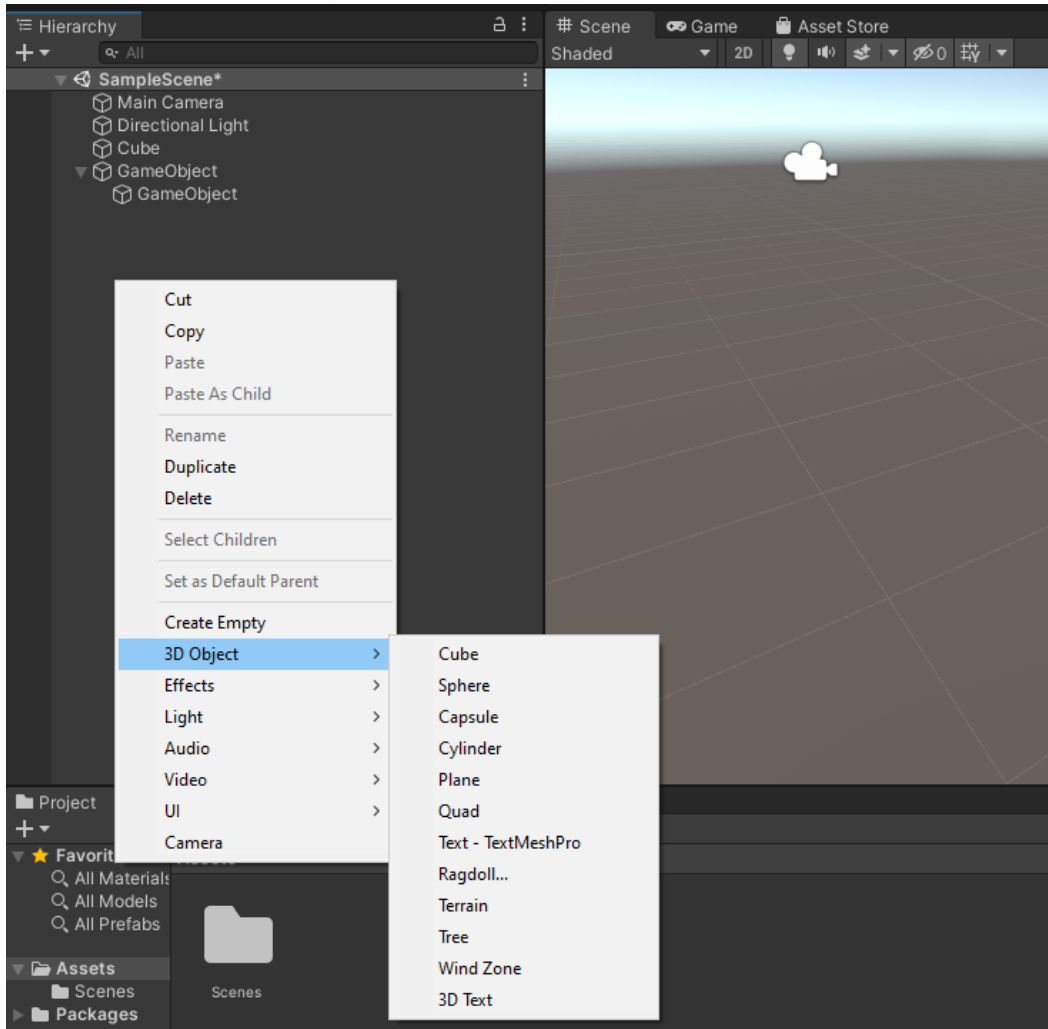 Hierarchy
All
SampleScene*
Main Camera
Directional Light
Cube
GameObject
GameObject
Cut
Copy
Paste
Paste As Child
Rename
Duplicate
Delete
Select Children
Set as Default Parent
Create Empty
3D Object
Effects
Light
Audio
Video
UI
Camera
Cube
Sphere
Capsule
Cylinder
Plane
Quad
Text - TextMeshPro
Ragdoll...
Terrain
Tree
Wind Zone
3D Text
Scene Game Asset Store
Shaded 2D 0
Project
Favorit
All Materials
All Models
All Prefabs
Assets
Scenes
Packages
Scenes